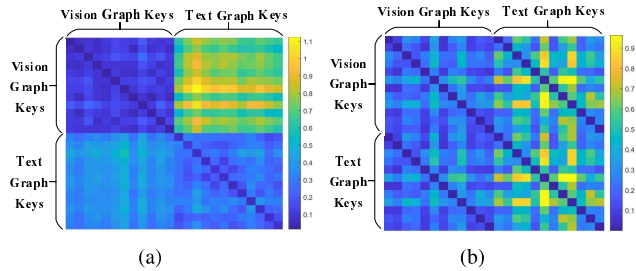 Vision Graph Keys Text Graph Keys
Vision
Graph
Keys
Text
Graph
Keys
1.1
1
0.9
0.8
0.7
0.6
0.5
0.4
0.3
0.2
0.1
(a)
Vision Graph Keys Text Graph Keys
Vision
Graph
Keys
Text
Graph
Keys
0.9
0.8
0.7
0.6
0.5
0.4
0.3
0.2
0.1
(b)